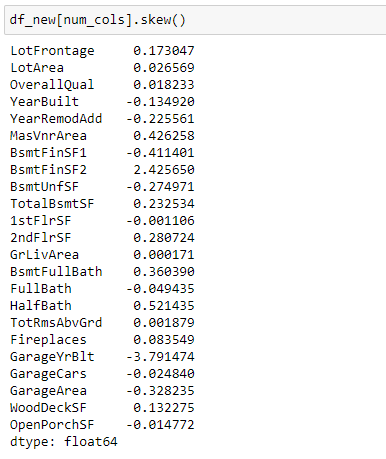 df_new[num_cols].skew()
LotFrontage 0.173047
LotArea 0.026569
OverallQual 0.018233
YearBuilt -0.134920
YearRemodAdd -0.225561
MasVnrArea 0.426258
BsmtFinSF1 -0.411401
BsmtFinSF2 2.425650
BsmtUnfSF -0.274971
TotalBsmtSF 0.232534
1stFlrSF -0.001106
2ndFlrSF 0.280724
GrLivArea 0.000171
BsmtFullBath 0.360390
FullBath -0.049435
HalfBath 0.521435
TotRmsAbvGrd 0.001879
Fireplaces 0.083549
GarageYrBlt -3.791474
GarageCars -0.024840
GarageArea -0.328235
WoodDeckSF 0.132275
OpenPorchSF -0.014772
dtype: float64